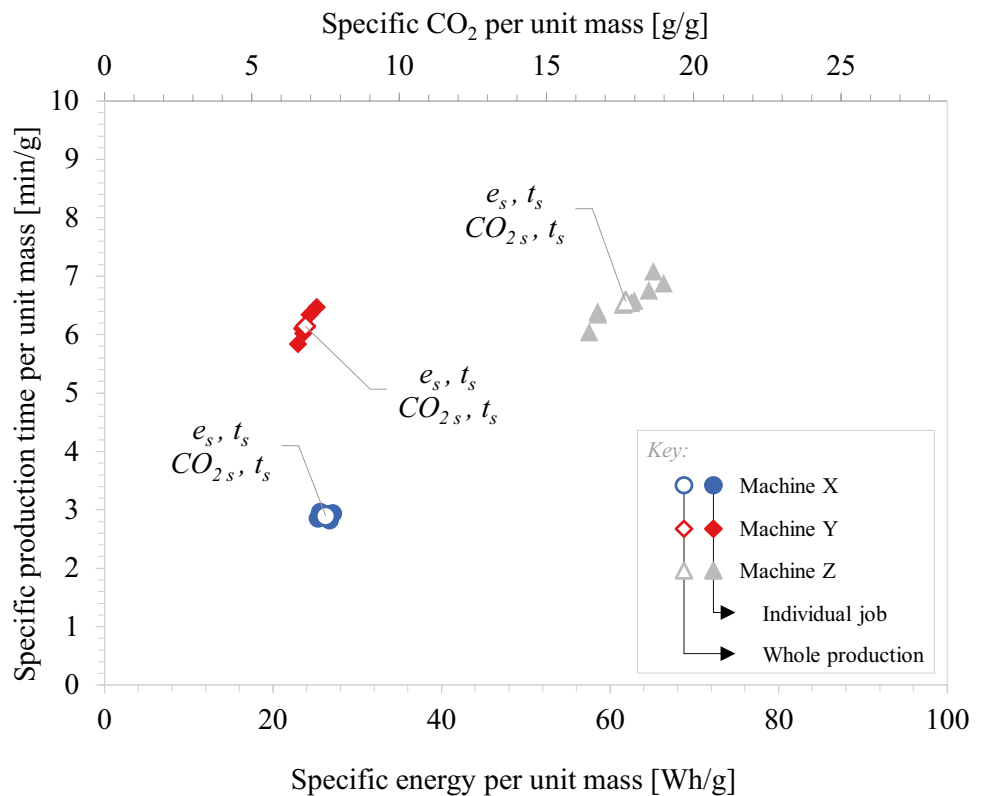 Specific CO₂ per unit mass [g/g]
0 5 10 15 20 25
Specific production time per unit mass [min/g]
10
9
8
7
6
5
4
3
2
1
0
eₛ, tₛ
CO₂ ₛ, tₛ
eₛ, tₛ
CO₂ ₛ, tₛ
eₛ, tₛ
CO₂ ₛ, tₛ
Key:
Machine X
Machine Y
Machine Z
Individual job
Whole production
0 20 40 60 80 100
Specific energy per unit mass [Wh/g]